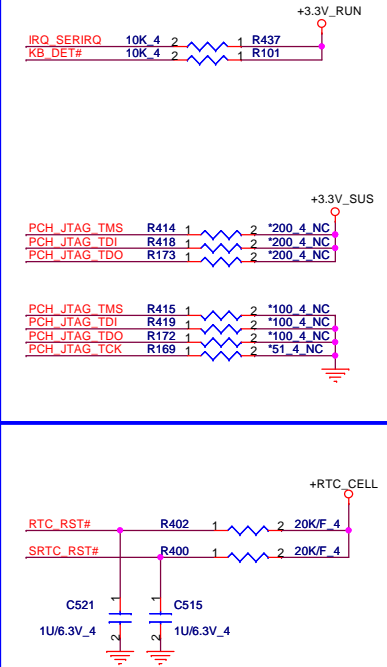 +3.3V_RUN
IRQ_SERIRQ 10K_4 2 1 R437
KB_DET# 10K_4 2 1 R101
+3.3V_SUS
PCH_JTAG_TMS R414 1 2 *200_4_NC
PCH_JTAG_TDI R418 1 2 *200_4_NC
PCH_JTAG_TDO R173 1 2 *200_4_NC
PCH_JTAG_TMS R415 1 2 *100_4_NC
PCH_JTAG_TDI R419 1 2 *100_4_NC
PCH_JTAG_TDO R172 1 2 *100_4_NC
PCH_JTAG_TCK R169 1 2 *51_4_NC
+RTC_CELL
RTC_RST# R402 1 2 20K/F_4
SRTC_RST# R400 1 2 20K/F_4
1 1
C521 C515
1U/6.3V_4 1U/6.3V_4
2 2